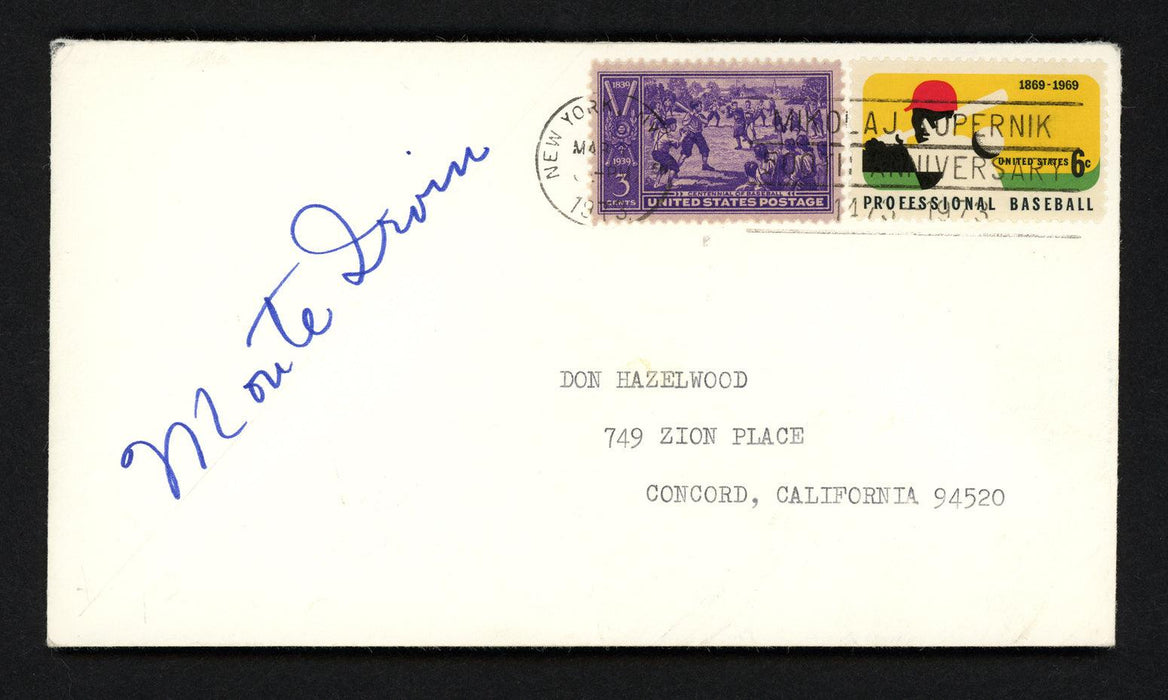 Monte Irvin
NEW YORK, N.Y.
1973
1839
1939
3
CENTS
CENTENNIAL OF BASEBALL
UNITED STATES POSTAGE
1869-1969
UNITED STATES 6c
PROFESSIONAL BASEBALL
MIKOLAJ KOPERNIK
ANNIVERSARY
1473 1973
DON HAZELWOOD
749 ZION PLACE
CONCORD, CALIFORNIA 94520